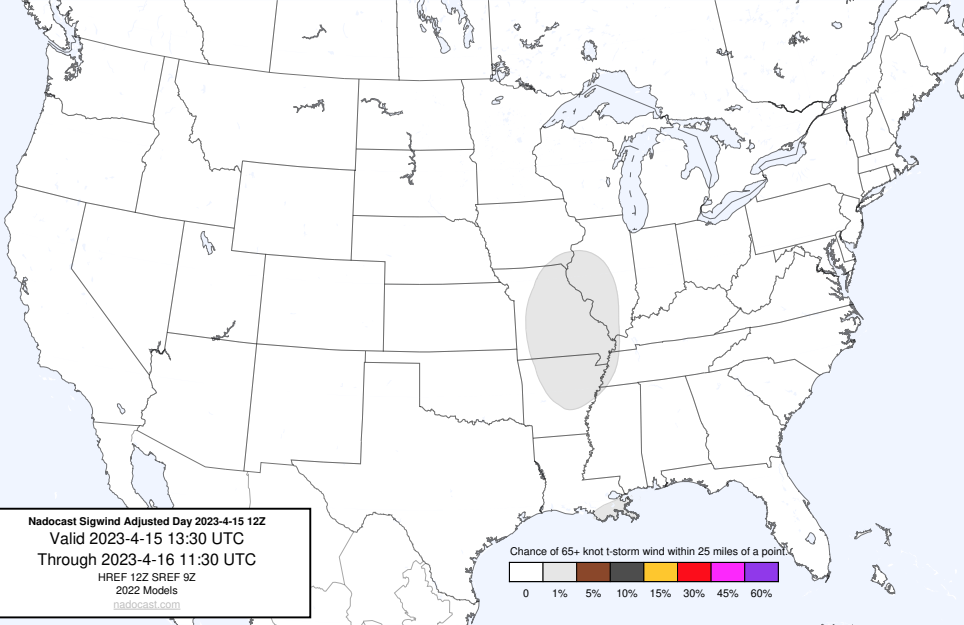 Nadocast Sigwind Adjusted Day 2023-4-15 12Z
Valid 2023-4-15 13:30 UTC
Through 2023-4-16 11:30 UTC
HREF 12Z SREF 9Z
2022 Models
nadocast.com
Chance of 65+ knot t-storm wind within 25 miles of a point.
0 1% 5% 10% 15% 30% 45% 60%